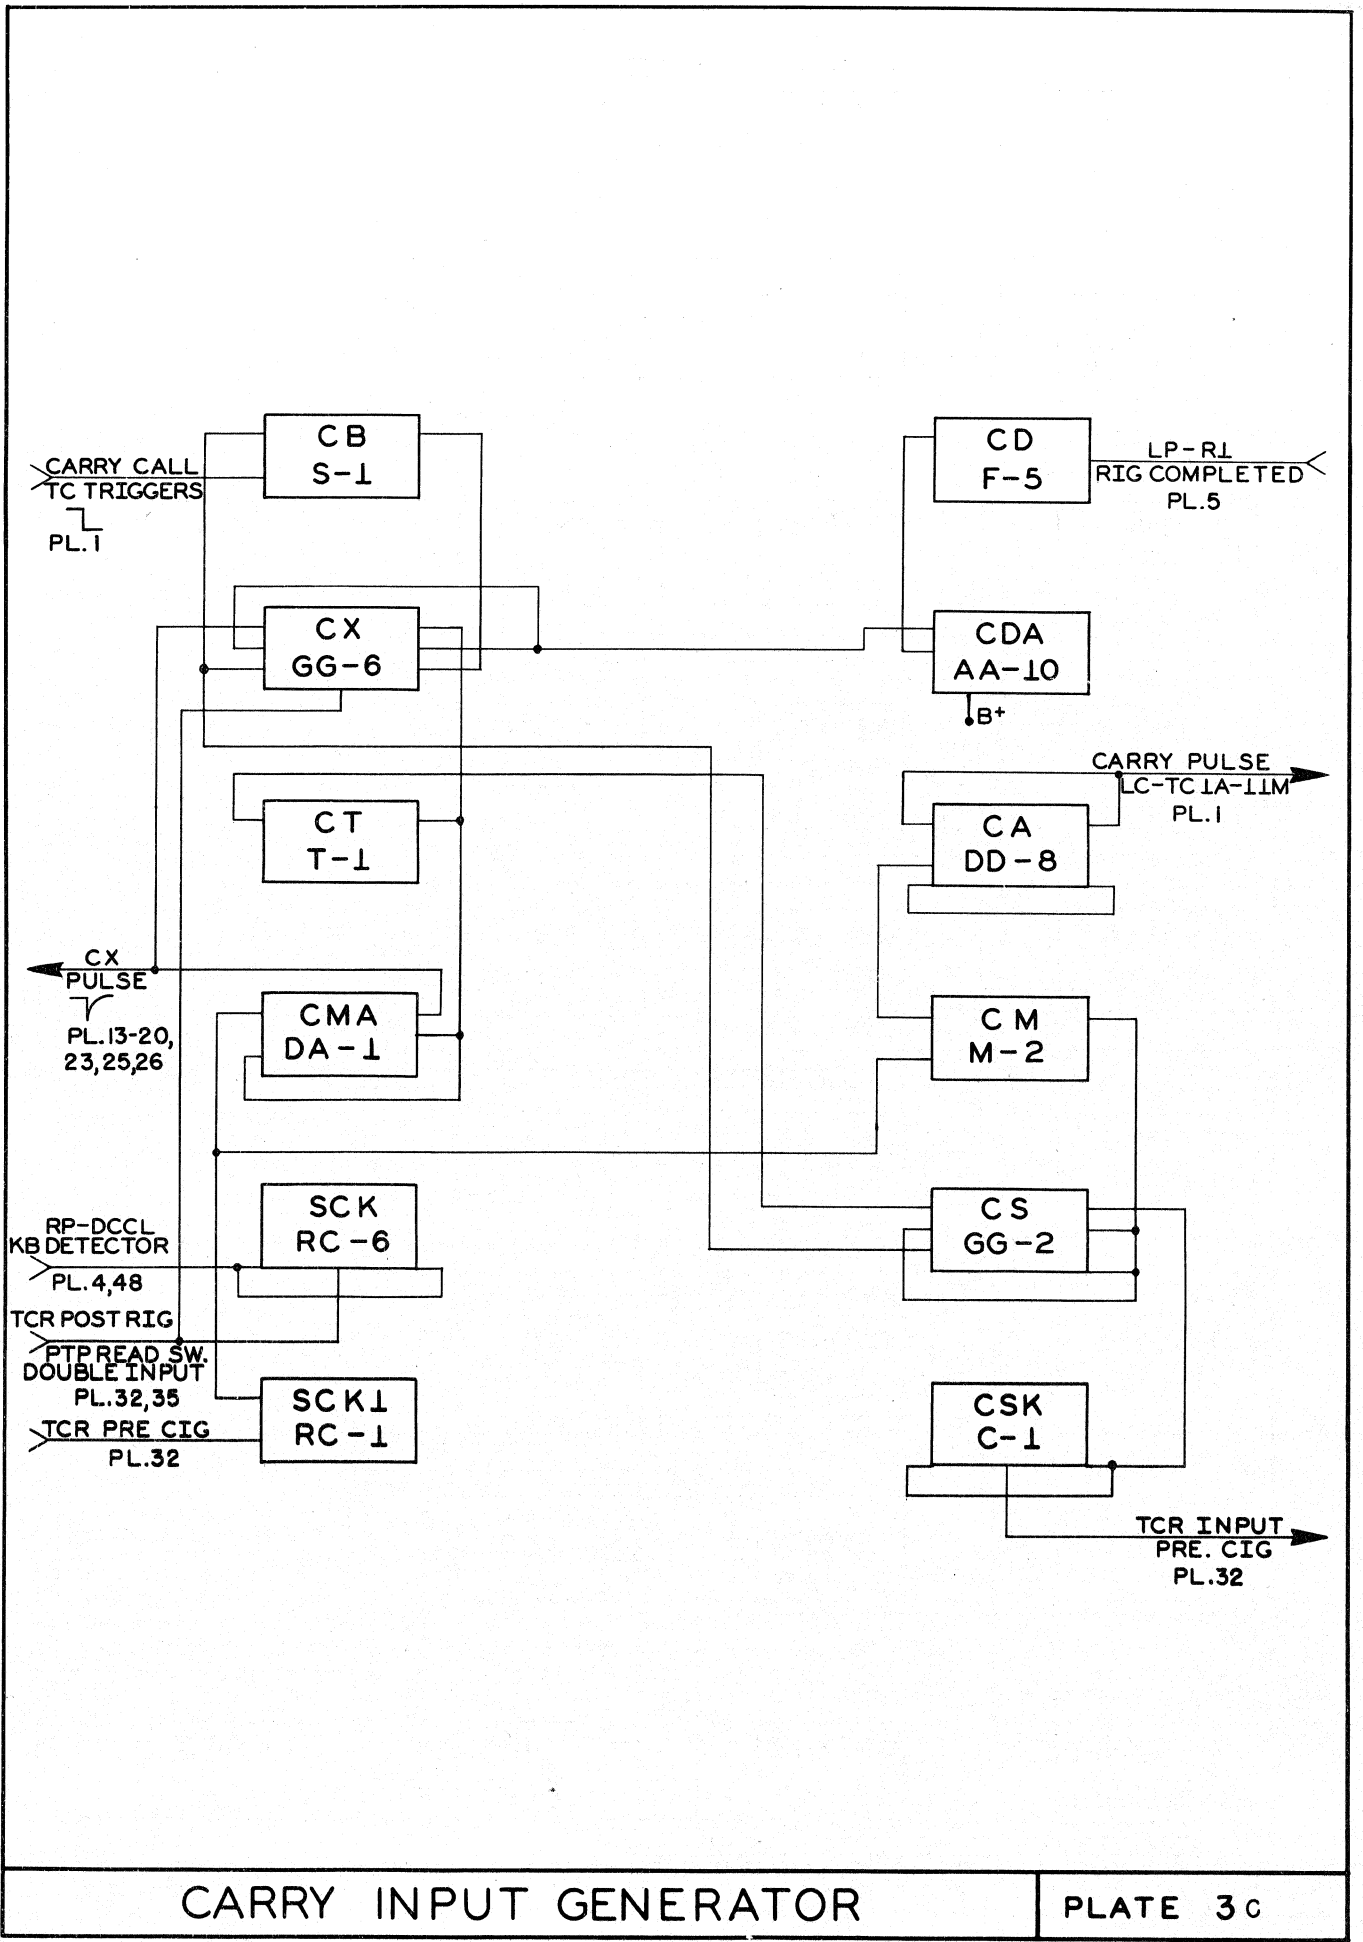 CB
S-1
CARRY CALL
TC TRIGGERS
PL.1
CD
F-5
LP-R1
RIG COMPLETED
PL.5
CX
GG-6
CDA
AA-10
B+
CT
T-1
CARRY PULSE
LC-TC 1A-11M
PL.1
CA
DD-8
CX
PULSE
PL.13-20,
23,25,26
CMA
DA-1
CM
M-2
SCK
RC-6
RP-DCCL
KB DETECTOR
PL.4,48
CS
GG-2
TCR POST RIG
PTP READ SW.
DOUBLE INPUT
PL.32,35
SCK1
RC-1
TCR PRE CIG
PL.32
CSK
C-1
TCR INPUT
PRE. CIG
PL.32
CARRY INPUT GENERATOR
PLATE 3C